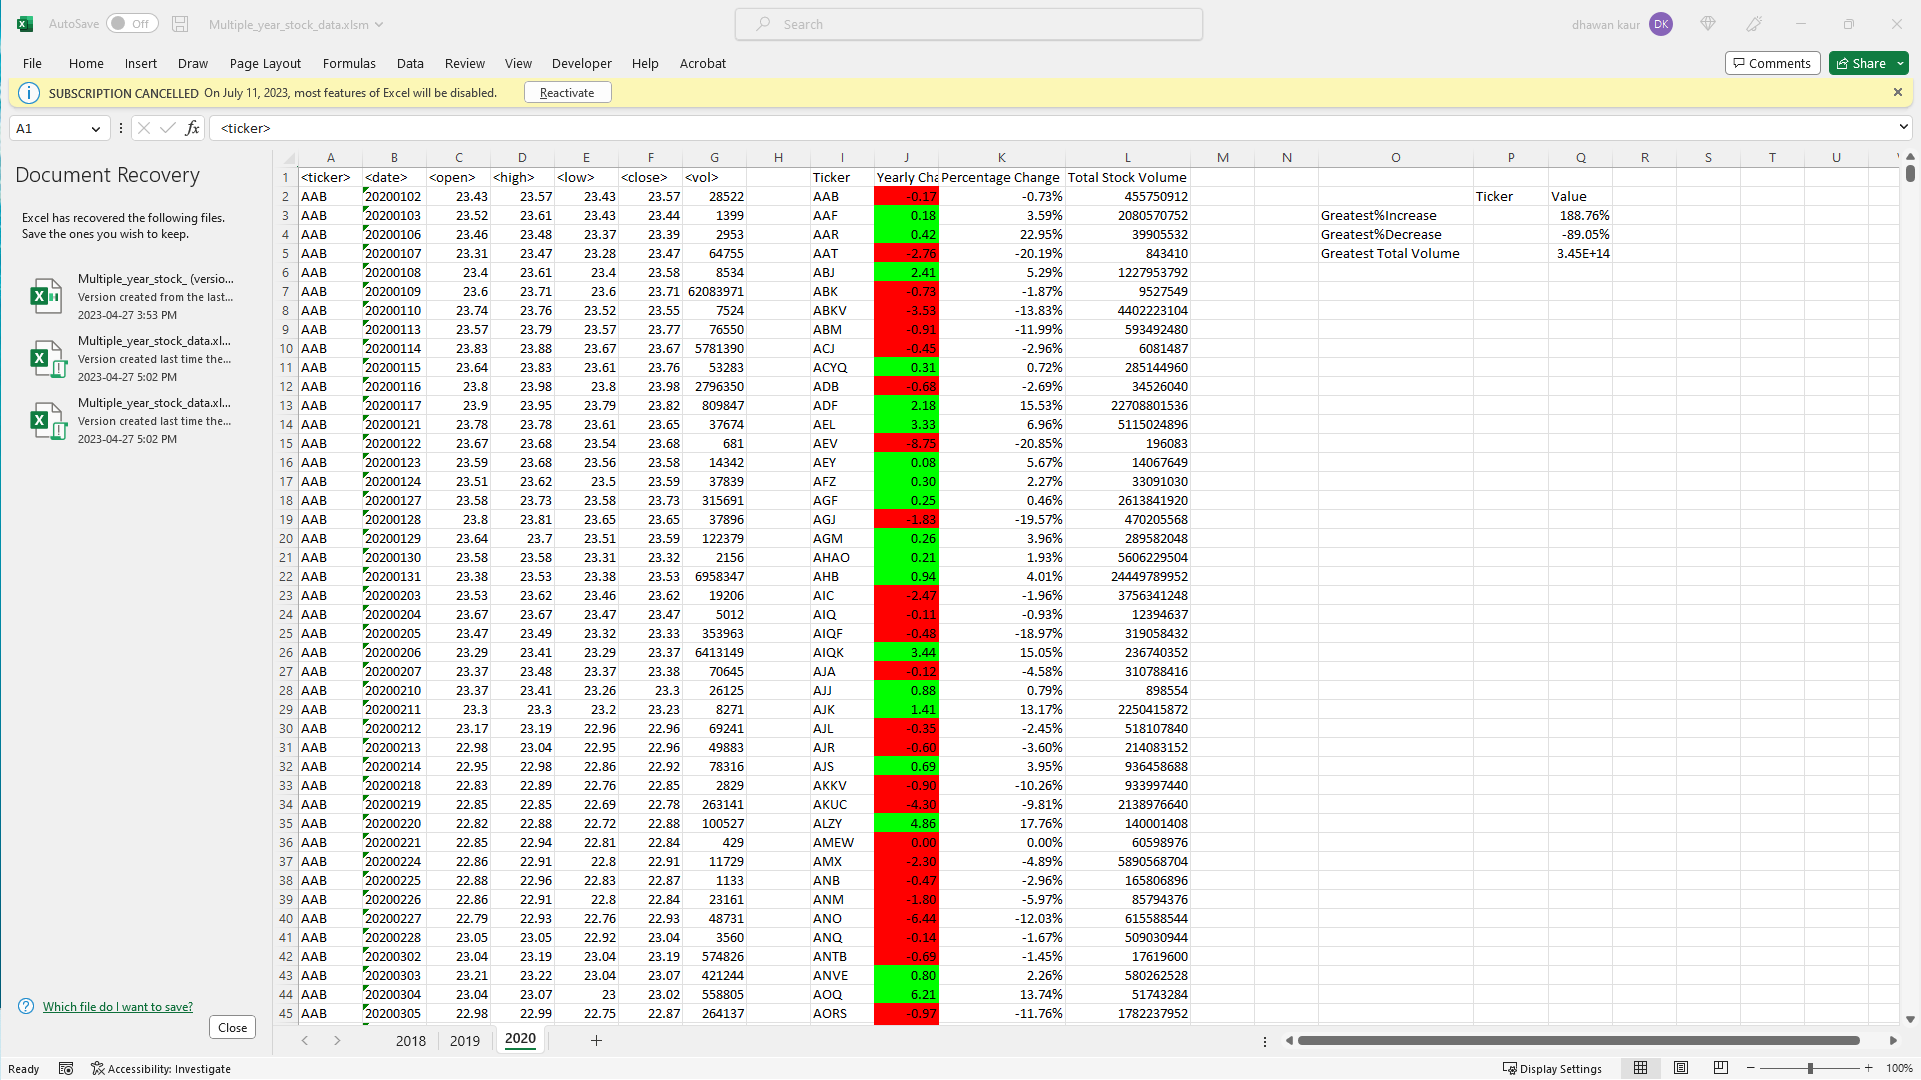 AutoSave Off Multiple_year_stock_data.xlsm Search dhawan kaur DK
File Home Insert Draw Page Layout Formulas Data Review View Developer Help Acrobat Comments Share
SUBSCRIPTION CANCELLED On July 11, 2023, most features of Excel will be disabled. Reactivate
A1 fx <ticker>
Document Recovery
Excel has recovered the following files.
Save the ones you wish to keep.
Multiple_year_stock_ (versio...
Version created from the last...
2023-04-27 3:53 PM
Multiple_year_stock_data.xl...
Version created last time the...
2023-04-27 5:02 PM
Multiple_year_stock_data.xl...
Version created last time the...
2023-04-27 5:02 PM
Which file do I want to save?
Close
A B C D E F G H I J K L M N O P Q R S T U
1 <ticker> <date> <open> <high> <low> <close> <vol> Ticker Yearly Cha Percentage Change Total Stock Volume
2 AAB 20200102 23.43 23.57 23.43 23.57 28522 AAB -0.17 -0.73% 455750912 Ticker Value
3 AAB 20200103 23.52 23.61 23.43 23.44 1399 AAF 0.18 3.59% 2080570752 Greatest%Increase 188.76%
4 AAB 20200106 23.46 23.48 23.37 23.39 2953 AAR 0.42 22.95% 39905532 Greatest%Decrease -89.05%
5 AAB 20200107 23.31 23.47 23.28 23.47 64755 AAT -2.76 -20.19% 843410 Greatest Total Volume 3.45E+14
6 AAB 20200108 23.4 23.61 23.4 23.58 8534 ABJ 2.41 5.29% 1227953792
7 AAB 20200109 23.6 23.71 23.6 23.71 62083971 ABK -0.73 -1.87% 9527549
8 AAB 20200110 23.74 23.76 23.52 23.55 7524 ABKV -3.53 -13.83% 4402223104
9 AAB 20200113 23.57 23.79 23.57 23.77 76550 ABM -0.91 -11.99% 593492480
10 AAB 20200114 23.83 23.88 23.67 23.67 5781390 ACJ -0.45 -2.96% 6081487
11 AAB 20200115 23.64 23.83 23.61 23.76 53283 ACYQ 0.31 0.72% 285144960
12 AAB 20200116 23.8 23.98 23.8 23.98 2796350 ADB -0.68 -2.69% 34526040
13 AAB 20200117 23.9 23.95 23.79 23.82 809847 ADF 2.18 15.53% 22708801536
14 AAB 20200121 23.78 23.78 23.61 23.65 37674 AEL 3.33 6.96% 5115024896
15 AAB 20200122 23.67 23.68 23.54 23.68 681 AEV -8.75 -20.85% 196083
16 AAB 20200123 23.59 23.68 23.56 23.58 14342 AEY 0.08 5.67% 14067649
17 AAB 20200124 23.51 23.62 23.5 23.59 37839 AFZ 0.30 2.27% 33091030
18 AAB 20200127 23.58 23.73 23.58 23.73 315691 AGF 0.25 0.46% 2613841920
19 AAB 20200128 23.8 23.81 23.65 23.65 37896 AGJ -1.83 -19.57% 470205568
20 AAB 20200129 23.64 23.7 23.51 23.59 122379 AGM 0.26 3.96% 289582048
21 AAB 20200130 23.58 23.58 23.31 23.32 2156 AHAO 0.21 1.93% 5606229504
22 AAB 20200131 23.38 23.53 23.38 23.53 6958347 AHB 0.94 4.01% 24449789952
23 AAB 20200203 23.53 23.62 23.46 23.62 19206 AIC -2.47 -1.96% 3756341248
24 AAB 20200204 23.67 23.67 23.47 23.47 5012 AIQ -0.11 -0.93% 12394637
25 AAB 20200205 23.47 23.49 23.32 23.33 353963 AIQF -0.48 -18.97% 319058432
26 AAB 20200206 23.29 23.41 23.29 23.37 6413149 AIQK 3.44 15.05% 236740352
27 AAB 20200207 23.37 23.48 23.37 23.38 70645 AJA -0.12 -4.58% 310788416
28 AAB 20200210 23.37 23.41 23.26 23.3 26125 AJJ 0.88 0.79% 898554
29 AAB 20200211 23.3 23.3 23.2 23.23 8271 AJK 1.41 13.17% 2250415872
30 AAB 20200212 23.17 23.19 22.96 22.96 69241 AJL -0.35 -2.45% 518107840
31 AAB 20200213 22.98 23.04 22.95 22.96 49883 AJR -0.60 -3.60% 214083152
32 AAB 20200214 22.95 22.98 22.86 22.92 78316 AJS 0.69 3.95% 936458688
33 AAB 20200218 22.83 22.89 22.76 22.85 2829 AKKV -0.90 -10.26% 933997440
34 AAB 20200219 22.85 22.85 22.69 22.78 263141 AKUC -4.30 -9.81% 2138976640
35 AAB 20200220 22.82 22.88 22.72 22.88 100527 ALZY 4.86 17.76% 140001408
36 AAB 20200221 22.85 22.94 22.81 22.84 429 AMEW 0.00 0.00% 60598976
37 AAB 20200224 22.86 22.91 22.8 22.91 11729 AMX -2.30 -4.89% 5890568704
38 AAB 20200225 22.88 22.96 22.83 22.87 1133 ANB -0.47 -2.96% 165806896
39 AAB 20200226 22.86 22.91 22.8 22.84 23161 ANM -1.80 -5.97% 85794376
40 AAB 20200227 22.79 22.93 22.76 22.93 48731 ANO -6.44 -12.03% 615588544
41 AAB 20200228 23.05 23.05 22.92 23.04 3560 ANQ -0.14 -1.67% 509030944
42 AAB 20200302 23.04 23.19 23.04 23.19 574826 ANTB -0.69 -1.45% 17619600
43 AAB 20200303 23.21 23.22 23.04 23.07 421244 ANVE 0.80 2.26% 580262528
44 AAB 20200304 23.04 23.07 23 23.02 558805 AOQ 6.21 13.74% 51743284
45 AAB 20200305 22.98 22.99 22.75 22.87 264137 AORS -0.97 -11.76% 1782237952
2018 2019 2020
Ready Accessibility: Investigate Display Settings 100%